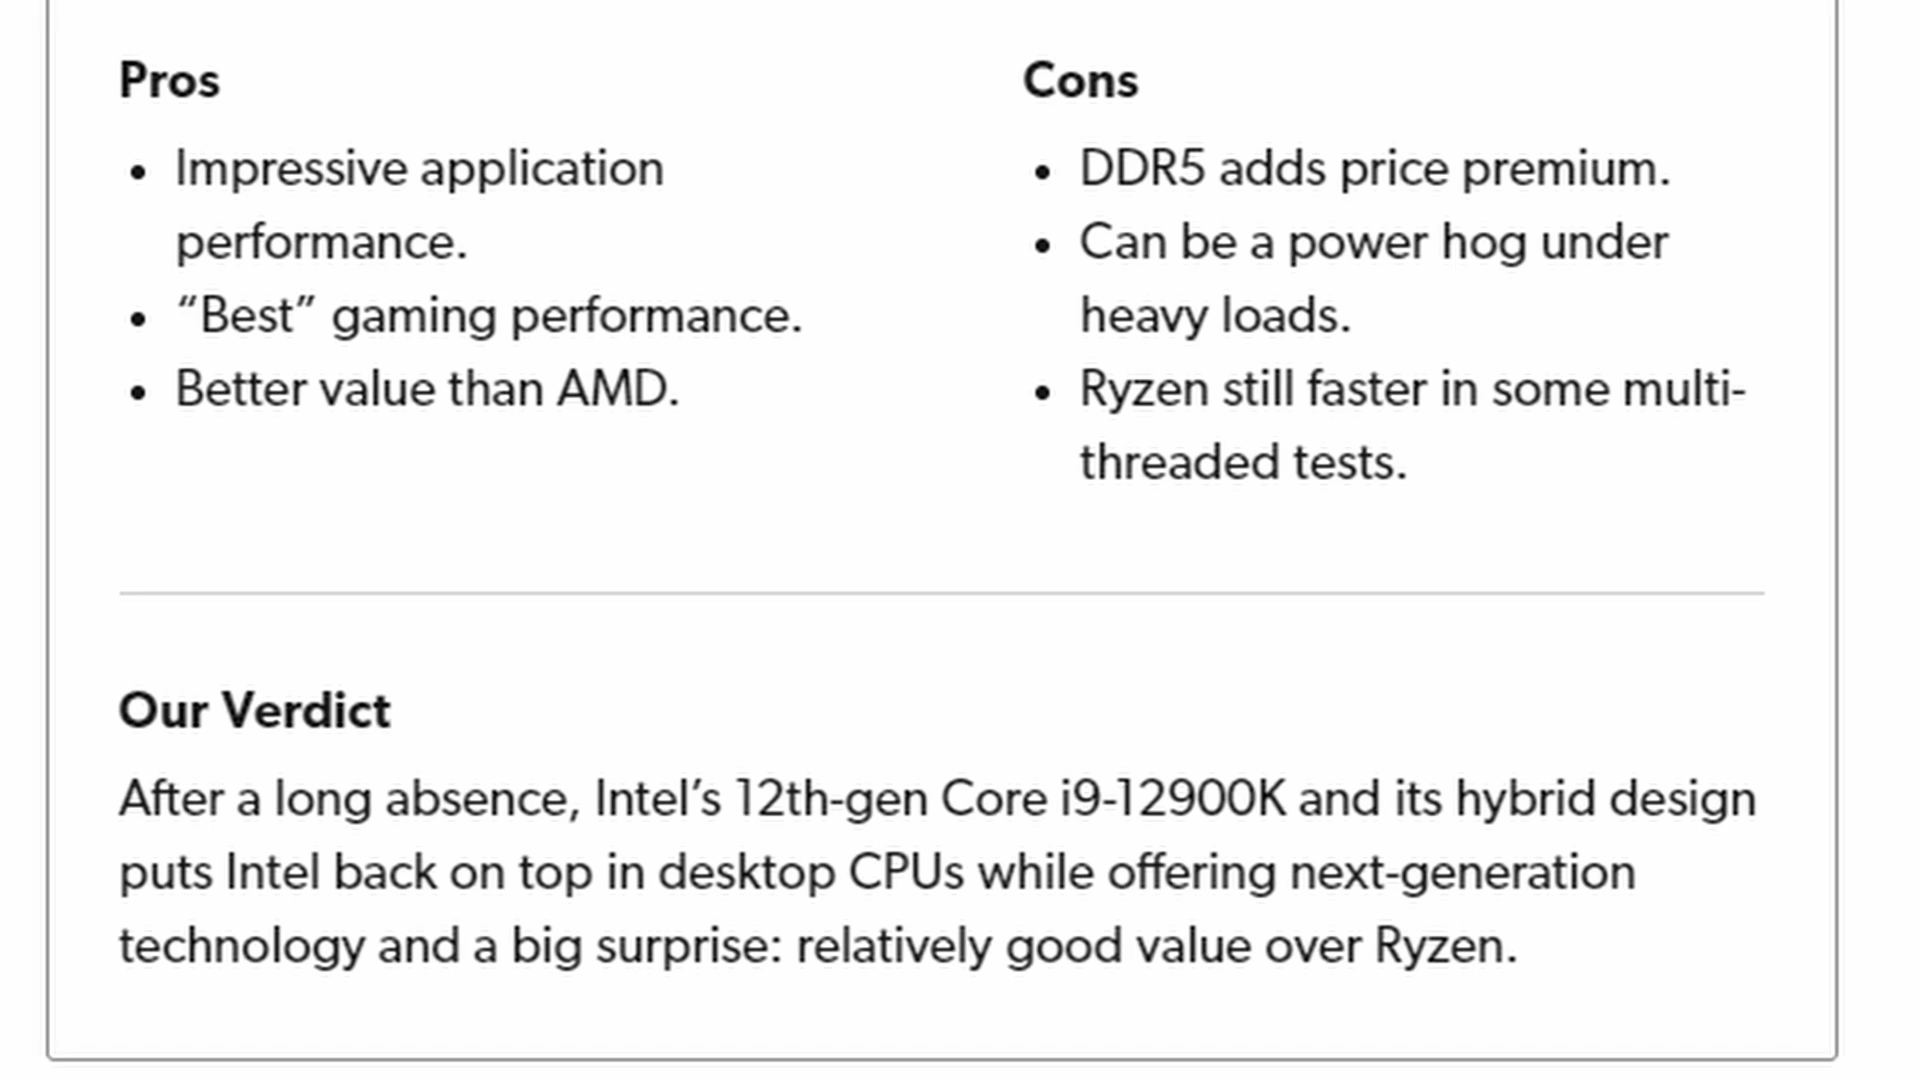 Pros
• Impressive application
performance.
• “Best” gaming performance.
• Better value than AMD.
Cons
• DDR5 adds price premium.
• Can be a power hog under
heavy loads.
• Ryzen still faster in some multi-
threaded tests.
Our Verdict
After a long absence, Intel’s 12th-gen Core i9-12900K and its hybrid design
puts Intel back on top in desktop CPUs while offering next-generation
technology and a big surprise: relatively good value over Ryzen.